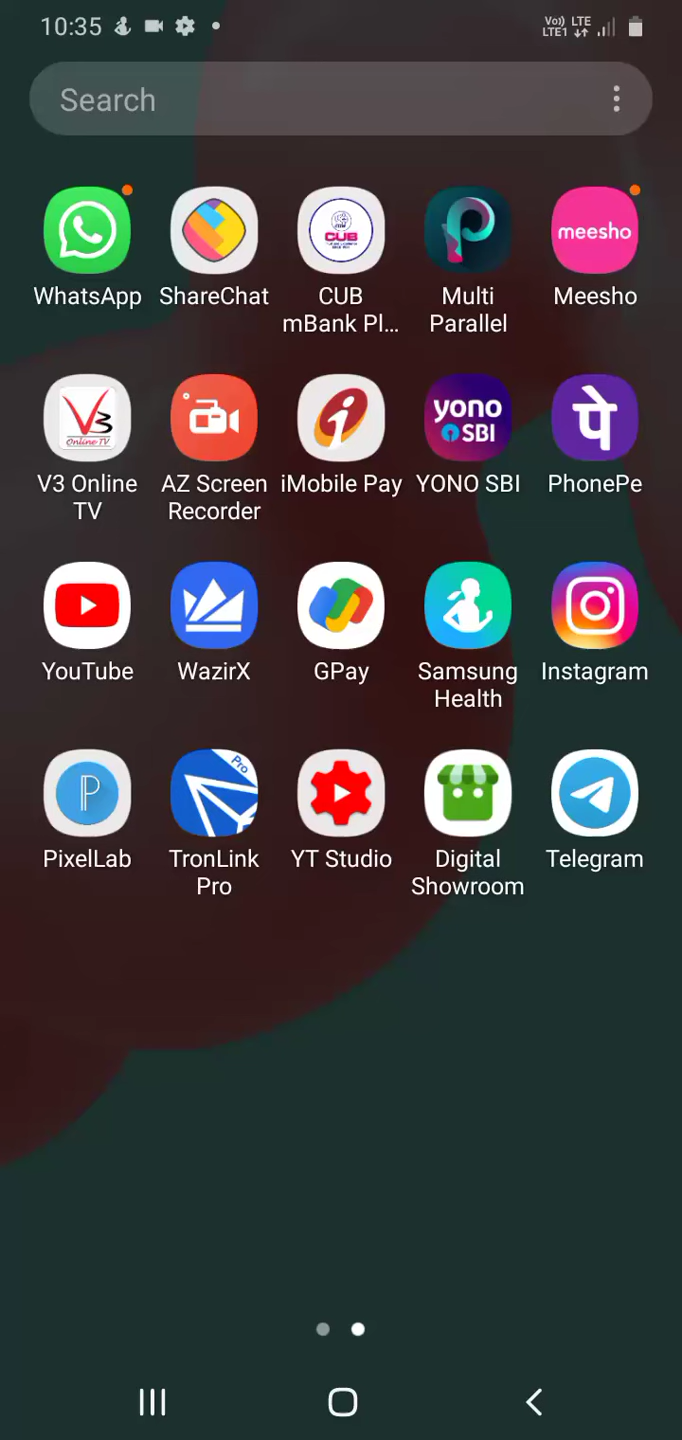 10:35
Vo)) LTE
LTE1
Search
WhatsApp
ShareChat
CUB
CUB
mBank Pl...
Multi
Parallel
meesho
Meesho
V3
Online TV
V3 Online
TV
AZ Screen
Recorder
i
iMobile Pay
yono
SBI
YONO SBI
पे
PhonePe
YouTube
WazirX
GPay
Samsung
Health
Instagram
P
PixelLab
Pro
TronLink
Pro
YT Studio
Digital
Showroom
Telegram